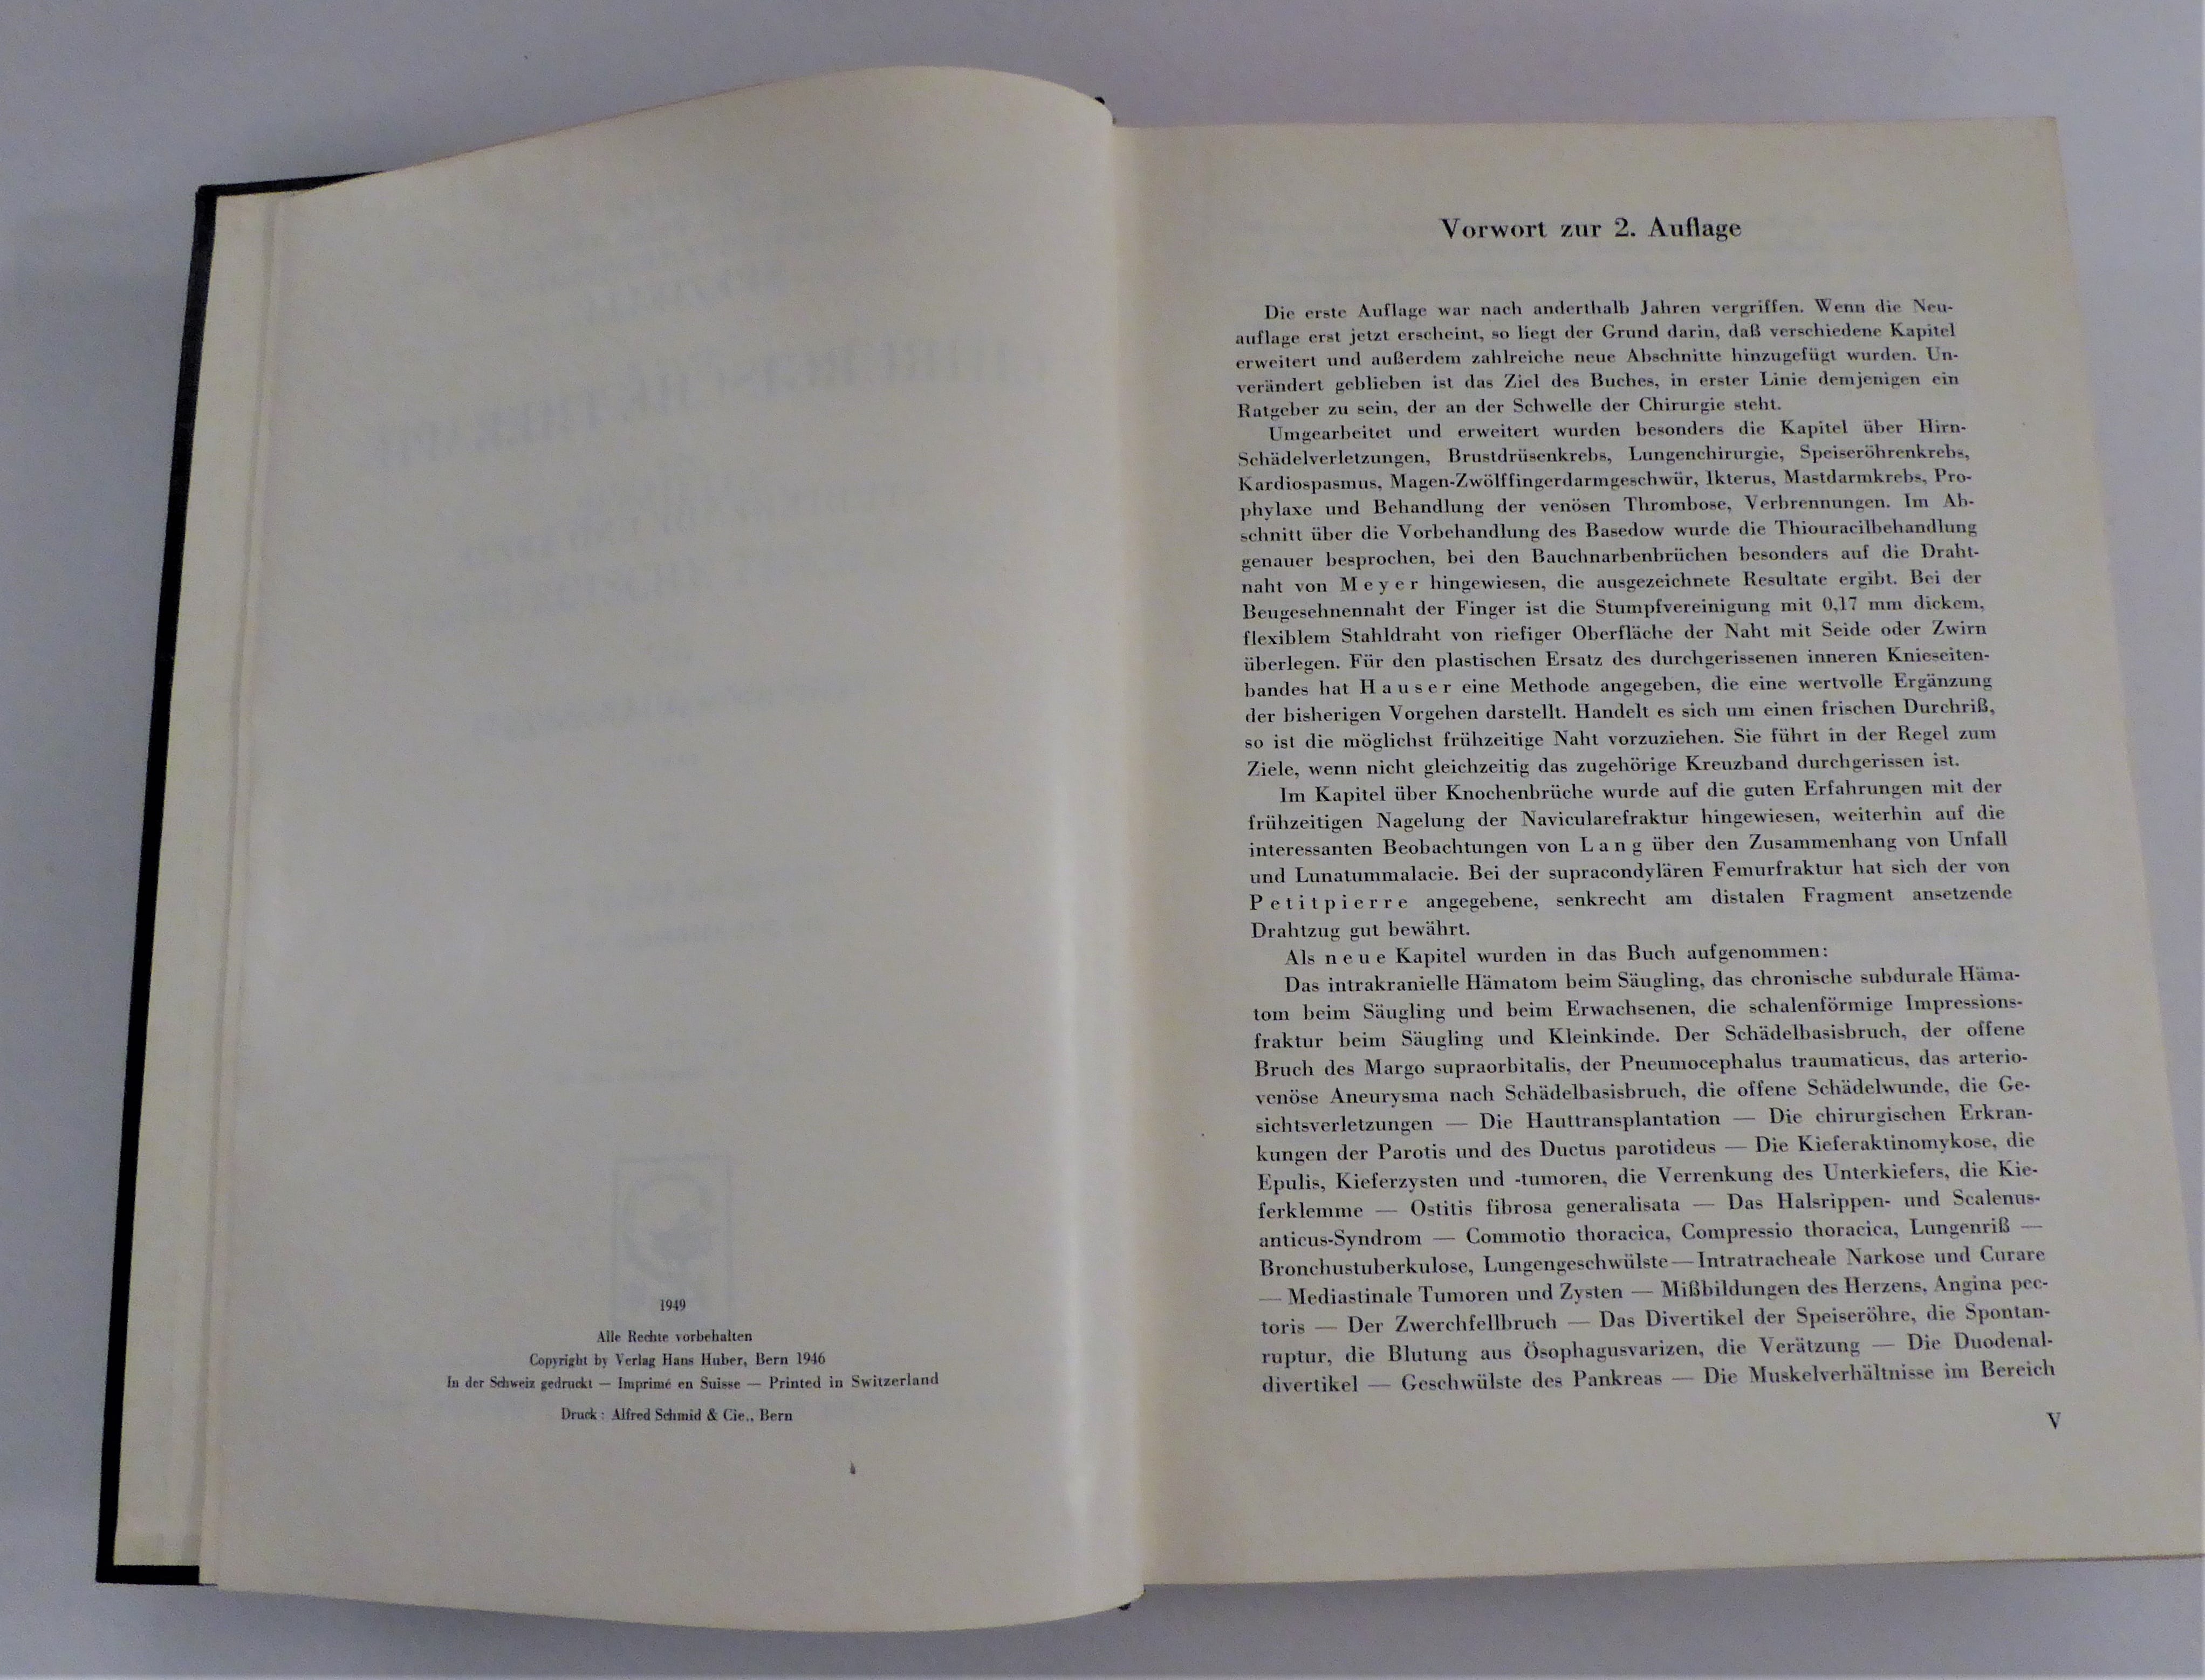 1949
Alle Rechte vorbehalten
Copyright by Verlag Hans Huber, Bern 1946
In der Schweiz gedruckt — Imprimé en Suisse — Printed in Switzerland
Druck: Alfred Schmid & Cie., Bern
Vorwort zur 2. Auflage
Die erste Auflage war nach anderthalb Jahren vergriffen. Wenn die Neu-
auflage erst jetzt erscheint, so liegt der Grund darin, daß verschiedene Kapitel
erweitert und außerdem zahlreiche neue Abschnitte hinzugefügt wurden. Un-
verändert geblieben ist das Ziel des Buches, in erster Linie demjenigen ein
Ratgeber zu sein, der an der Schwelle der Chirurgie steht.
Umgearbeitet und erweitert wurden besonders die Kapitel über Hirn-
Schädelverletzungen, Brustdrüsenkrebs, Lungenchirurgie, Speiseröhrenkrebs,
Kardiospasmus, Magen-Zwölffingerdarmgeschwür, Ikterus, Mastdarmkrebs, Pro-
phylaxe und Behandlung der venösen Thrombose, Verbrennungen. Im Ab-
schnitt über die Vorbehandlung des Basedow wurde die Thiouracilbehandlung
genauer besprochen, bei den Bauchnarbenbrüchen besonders auf die Draht-
naht von Meyer hingewiesen, die ausgezeichnete Resultate ergibt. Bei der
Beugesehnennaht der Finger ist die Stumpfvereinigung mit 0,17 mm dickem,
flexiblem Stahldraht von riefiger Oberfläche der Naht mit Seide oder Zwirn
überlegen. Für den plastischen Ersatz des durchgerissenen inneren Knieseiten-
bandes hat Hauser eine Methode angegeben, die eine wertvolle Ergänzung
der bisherigen Vorgehen darstellt. Handelt es sich um einen frischen Durchriß,
so ist die möglichst frühzeitige Naht vorzuziehen. Sie führt in der Regel zum
Ziele, wenn nicht gleichzeitig das zugehörige Kreuzband durchgerissen ist.
Im Kapitel über Knochenbrüche wurde auf die guten Erfahrungen mit der
frühzeitigen Nagelung der Navicularefraktur hingewiesen, weiterhin auf die
interessanten Beobachtungen von Lang über den Zusammenhang von Unfall
und Lunatummalacie. Bei der supracondylären Femurfraktur hat sich der von
Petitpierre angegebene, senkrecht am distalen Fragment ansetzende
Drahtzug gut bewährt.
Als neue Kapitel wurden in das Buch aufgenommen:
Das intrakranielle Hämatom beim Säugling, das chronische subdurale Häma-
tom beim Säugling und beim Erwachsenen, die schalenförmige Impressions-
fraktur beim Säugling und Kleinkinde. Der Schädelbasisbruch, der offene
Bruch des Margo supraorbitalis, der Pneumocephalus traumaticus, das arterio-
venöse Aneurysma nach Schädelbasisbruch, die offene Schädelwunde, die Ge-
sichtsverletzungen — Die Hauttransplantation — Die chirurgischen Erkran-
kungen der Parotis und des Ductus parotideus — Die Kieferaktinomykose, die
Epulis, Kieferzysten und -tumoren, die Verrenkung des Unterkiefers, die Kie-
ferklemme — Ostitis fibrosa generalisata — Das Halsrippen- und Scalenus-
anticus-Syndrom — Commotio thoracica, Compressio thoracica, Lungenriß —
Bronchustuberkulose, Lungengeschwülste — Intratracheale Narkose und Curare
— Mediastinale Tumoren und Zysten — Mißbildungen des Herzens, Angina pec-
toris — Der Zwerchfellbruch — Das Divertikel der Speiseröhre, die Spontan-
ruptur, die Blutung aus Ösophagusvarizen, die Verätzung — Die Duodenal-
divertikel — Geschwülste des Pankreas — Die Muskelverhältnisse im Bereich
V